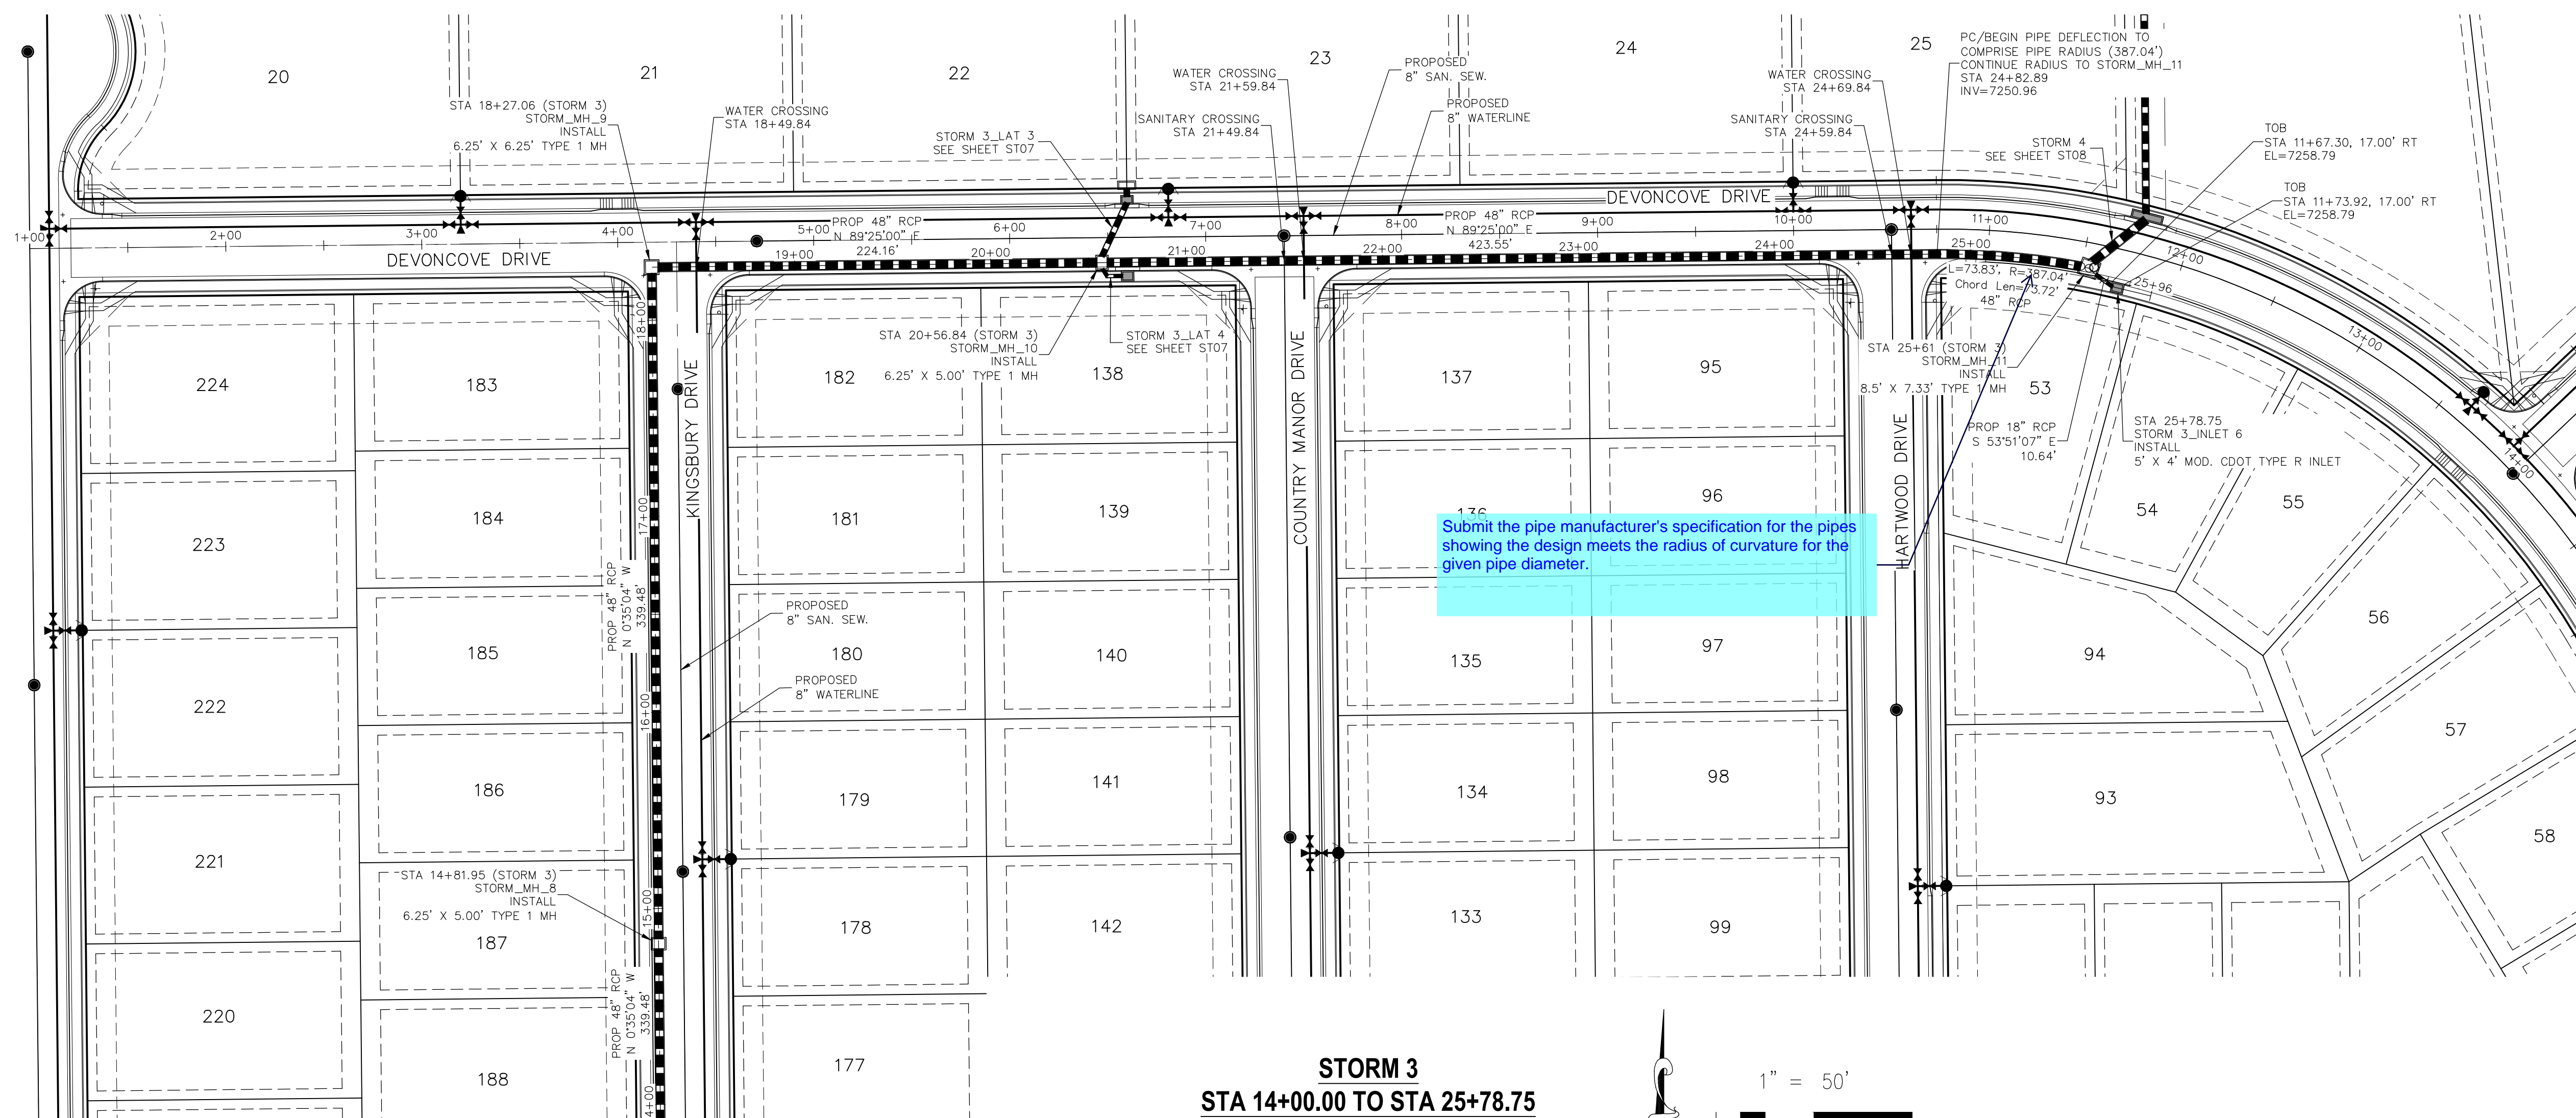 20
21
22
23
24
25
STA 18+27.06 (STORM 3)
STORM_MH_9
INSTALL
6.25' X 6.25' TYPE 1 MH
WATER CROSSING
STA 18+49.84
STORM 3_LAT 3
SEE SHEET ST07
WATER CROSSING
STA 21+59.84
SANITARY CROSSING
STA 21+49.84
PROPOSED
8" SAN. SEW.
PROPOSED
8" WATERLINE
WATER CROSSING
STA 24+69.84
SANITARY CROSSING
STA 24+59.84
PC/BEGIN PIPE DEFLECTION TO
COMPRISE PIPE RADIUS (387.04')
CONTINUE RADIUS TO STORM_MH_11
STA 24+82.89
INV=7250.96
STORM 4
SEE SHEET ST08
TOB
STA 11+67.30, 17.00' RT
EL=7258.79
TOB
STA 11+73.92, 17.00' RT
EL=7258.79
DEVONCOVE DRIVE
1+00
2+00
3+00
4+00
5+00
6+00
7+00
8+00
9+00
10+00
11+00
12+00
13+00
14+00
PROP 48" RCP
N 89°25'00" E
224.16'
PROP 48" RCP
N 89°25'00" E
423.55'
19+00
20+00
21+00
22+00
23+00
24+00
25+00
25+96
DEVONCOVE DRIVE
L=73.83', R=387.04'
Chord Len=73.72'
48" RCP
STA 20+56.84 (STORM 3)
STORM_MH_10
INSTALL
6.25' X 5.00' TYPE 1 MH
STORM 3_LAT 4
SEE SHEET ST07
STA 25+61 (STORM 3)
STORM_MH_11
INSTALL
8.5' X 7.33' TYPE 1 MH
PROP 18" RCP
S 53°51'07" E
10.64'
STA 25+78.75
STORM 3_INLET 6
INSTALL
5' X 4' MOD. CDOT TYPE R INLET
18+00
17+00
16+00
15+00
4+00
KINGSBURY DRIVE
COUNTRY MANOR DRIVE
HARTWOOD DRIVE
PROP 48" RCP
N 0°35'04" W
339.48'
PROP 48" RCP
N 0°35'04" W
339.48'
PROPOSED
8" SAN. SEW.
PROPOSED
8" WATERLINE
STA 14+81.95 (STORM 3)
STORM_MH_8
INSTALL
6.25' X 5.00' TYPE 1 MH
Submit the pipe manufacturer's specification for the pipes
showing the design meets the radius of curvature for the
given pipe diameter.
224
183
182
138
137
95
53
223
184
181
139
136
96
54
55
222
185
180
140
135
97
94
56
221
186
179
141
134
98
93
57
220
187
178
142
133
99
58
188
177
STORM 3
STA 14+00.00 TO STA 25+78.75
1" = 50'